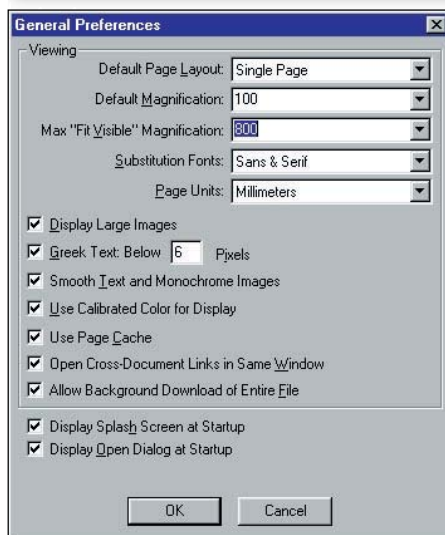 General Preferences
Viewing
Default Page Layout: Single Page
Default Magnification: 100
Max "Fit Visible" Magnification: 800
Substitution Fonts: Sans & Serif
Page Units: Millimeters
Display Large Images
Greek Text: Below 6 Pixels
Smooth Text and Monochrome Images
Use Calibrated Color for Display
Use Page Cache
Open Cross-Document Links in Same Window
Allow Background Download of Entire File
Display Splash Screen at Startup
Display Open Dialog at Startup
OK Cancel